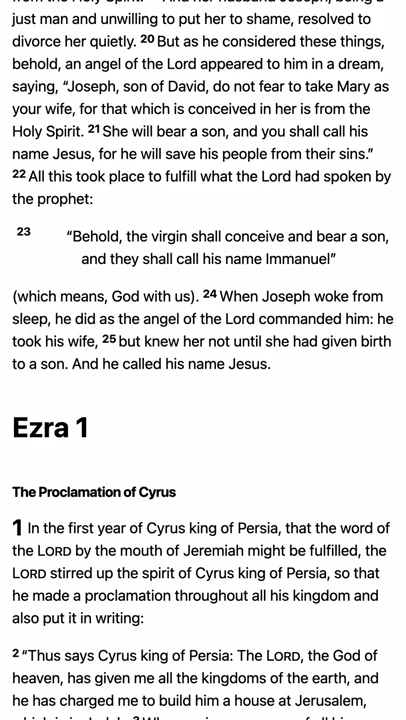 just man and unwilling to put her to shame, resolved to
divorce her quietly. 20 But as he considered these things,
behold, an angel of the Lord appeared to him in a dream,
saying, “Joseph, son of David, do not fear to take Mary as
your wife, for that which is conceived in her is from the
Holy Spirit. 21 She will bear a son, and you shall call his
name Jesus, for he will save his people from their sins.”
22 All this took place to fulfill what the Lord had spoken by
the prophet:
23 “Behold, the virgin shall conceive and bear a son,
and they shall call his name Immanuel”
(which means, God with us). 24 When Joseph woke from
sleep, he did as the angel of the Lord commanded him: he
took his wife, 25 but knew her not until she had given birth
to a son. And he called his name Jesus.
Ezra 1
The Proclamation of Cyrus
1 In the first year of Cyrus king of Persia, that the word of
the LORD by the mouth of Jeremiah might be fulfilled, the
LORD stirred up the spirit of Cyrus king of Persia, so that
he made a proclamation throughout all his kingdom and
also put it in writing:
2 “Thus says Cyrus king of Persia: The LORD, the God of
heaven, has given me all the kingdoms of the earth, and
he has charged me to build him a house at Jerusalem,